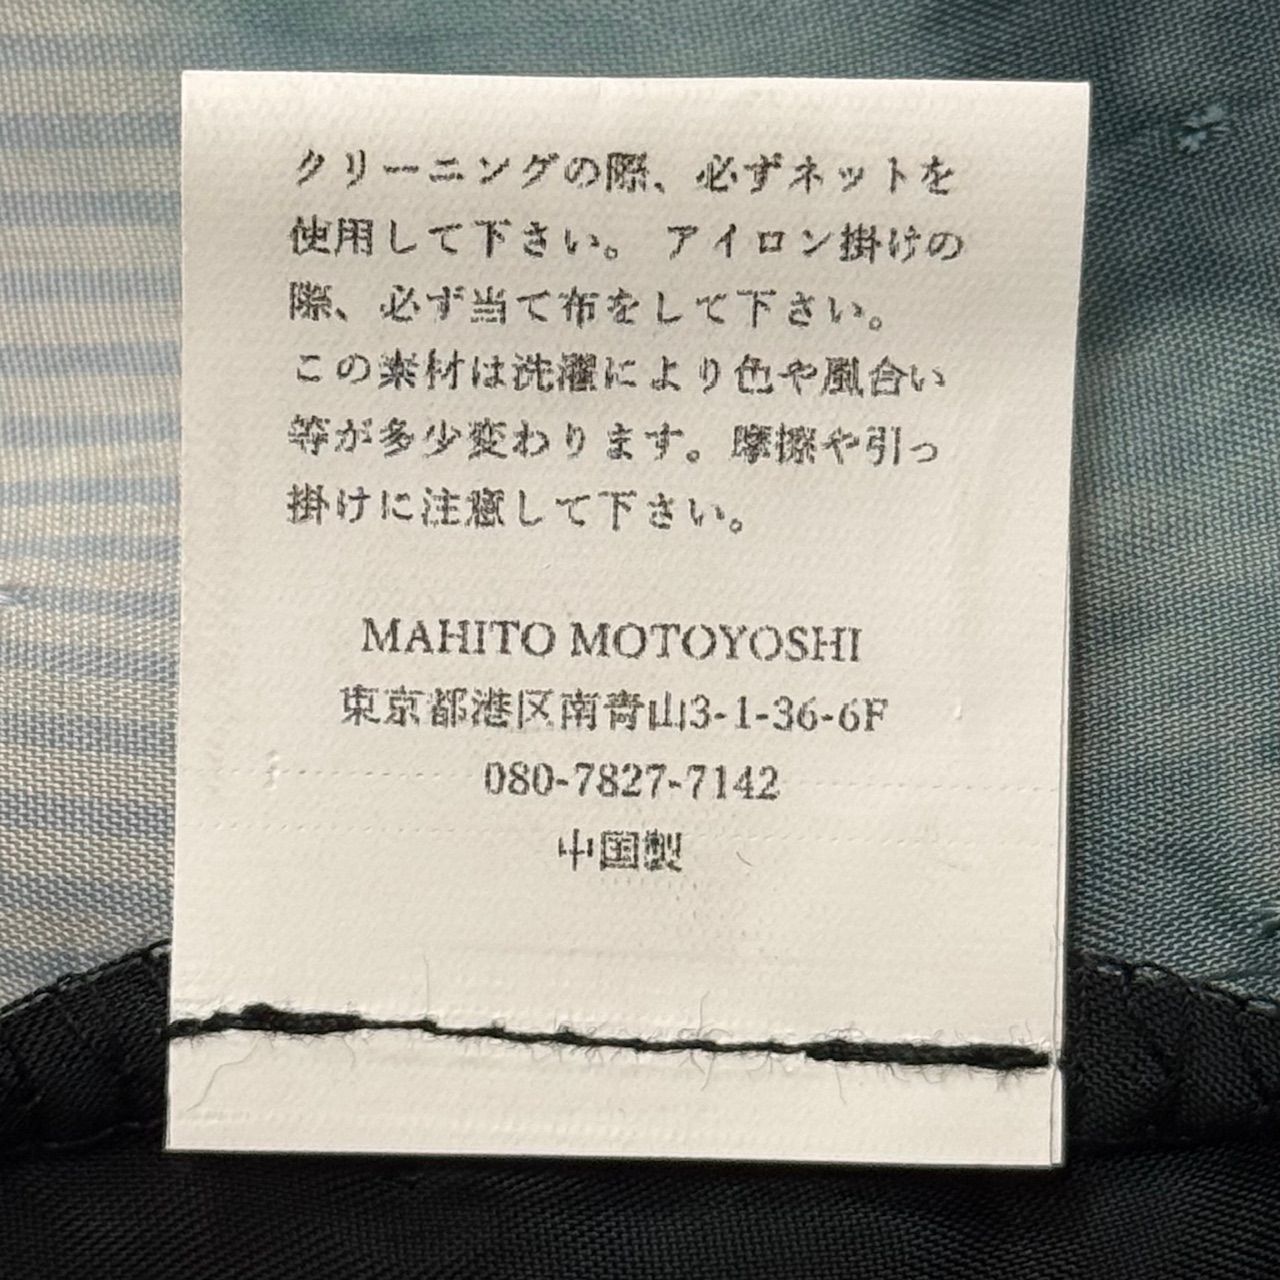 クリーニングの際、必ずネットを
使用して下さい。アイロン掛けの
際、必ず当て布をして下さい。
この素材は洗濯により色や風合い
等が多少変わります。摩擦や引っ
掛けに注意して下さい。
MAHITO MOTOYOSHI
東京都港区南青山3-1-36-6F
080-7827-7142
中国製